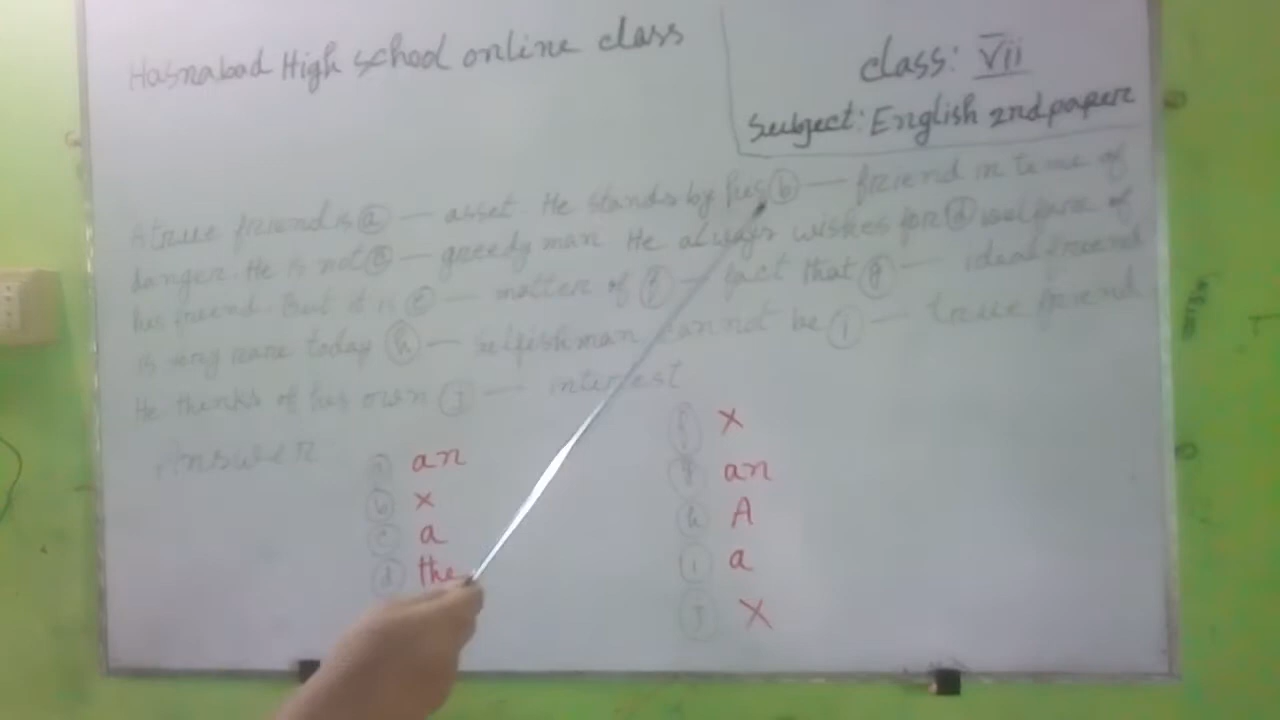 Hasnabad High school online class
class: Vii
Subject: English 2nd paper
A true friend is (a) — asset. He stands by his (b) — friend in time of
danger. He is not (c) — greedy man. He always wishes for (d) welfare of
his friend. But it is (e) — matter of (f) — fact that (g) — ideal friend
is very rare today (h) — selfish man cannot be (i) — true friend
He thinks of his own (j) — interest
Answer
(a) an
(b) x
(c) a
(d) the
(f) x
(g) an
(h) A
(i) a
(j) X